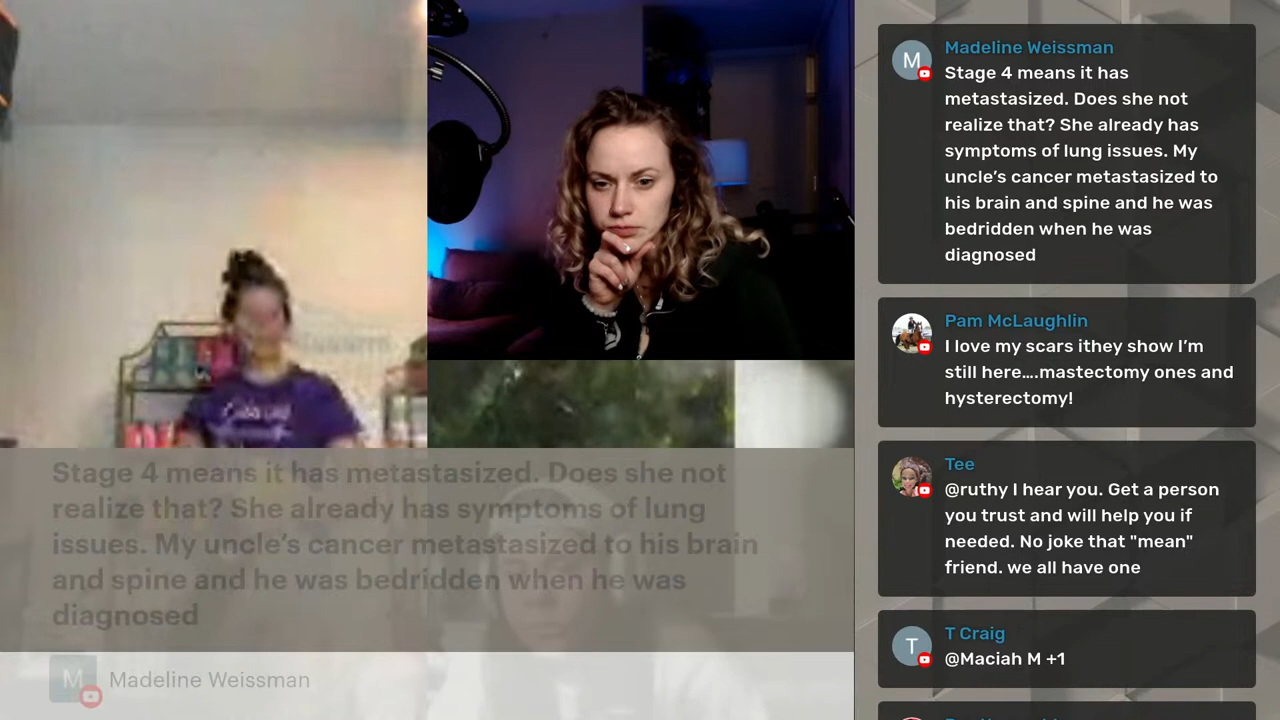 Stage 4 means it has metastasized. Does she not
realize that? She already has symptoms of lung
issues. My uncle’s cancer metastasized to his brain
and spine and he was bedridden when he was
diagnosed
M
Madeline Weissman
M
Madeline Weissman
Stage 4 means it has
metastasized. Does she not
realize that? She already has
symptoms of lung issues. My
uncle’s cancer metastasized to
his brain and spine and he was
bedridden when he was
diagnosed
Pam McLaughlin
I love my scars ithey show I’m
still here....mastectomy ones and
hysterectomy!
Tee
@ruthy I hear you. Get a person
you trust and will help you if
needed. No joke that "mean"
friend. we all have one
T
T Craig
@Maciah M +1